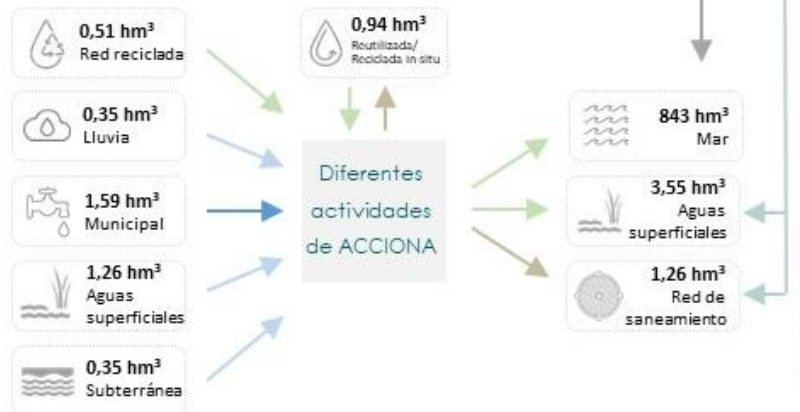 0,51 hm³
Red reciclada
0,35 hm³
Lluvia
1,59 hm³
Municipal
1,26 hm³
Aguas
superficiales
0,35 hm³
Subterránea
0,94 hm³
Reutilizada/
Reciclada in situ
Diferentes
actividades
de ACCIONA
843 hm³
Mar
3,55 hm³
Aguas
superficiales
1,26 hm³
Red de
saneamiento